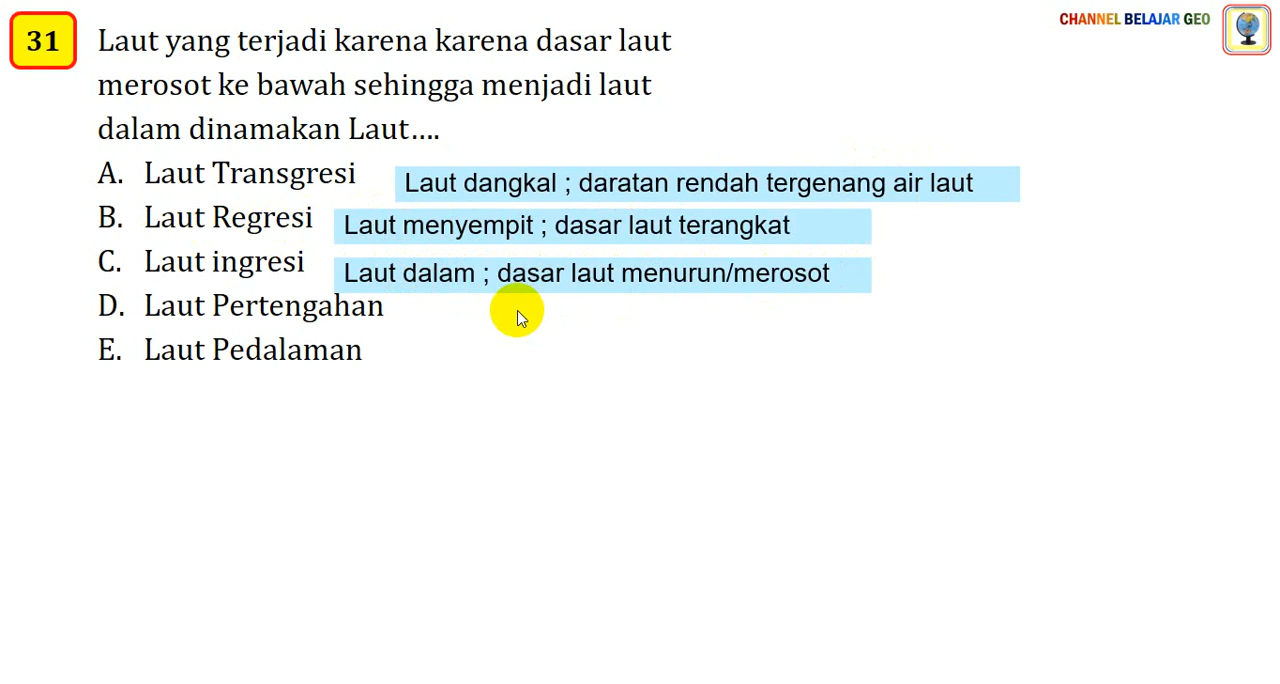 CHANNEL BELAJAR GEO
31
Laut yang terjadi karena karena dasar laut
merosot ke bawah sehingga menjadi laut
dalam dinamakan Laut....
A. Laut Transgresi
Laut dangkal ; daratan rendah tergenang air laut
B. Laut Regresi
Laut menyempit ; dasar laut terangkat
C. Laut ingresi
Laut dalam ; dasar laut menurun/merosot
D. Laut Pertengahan
E. Laut Pedalaman